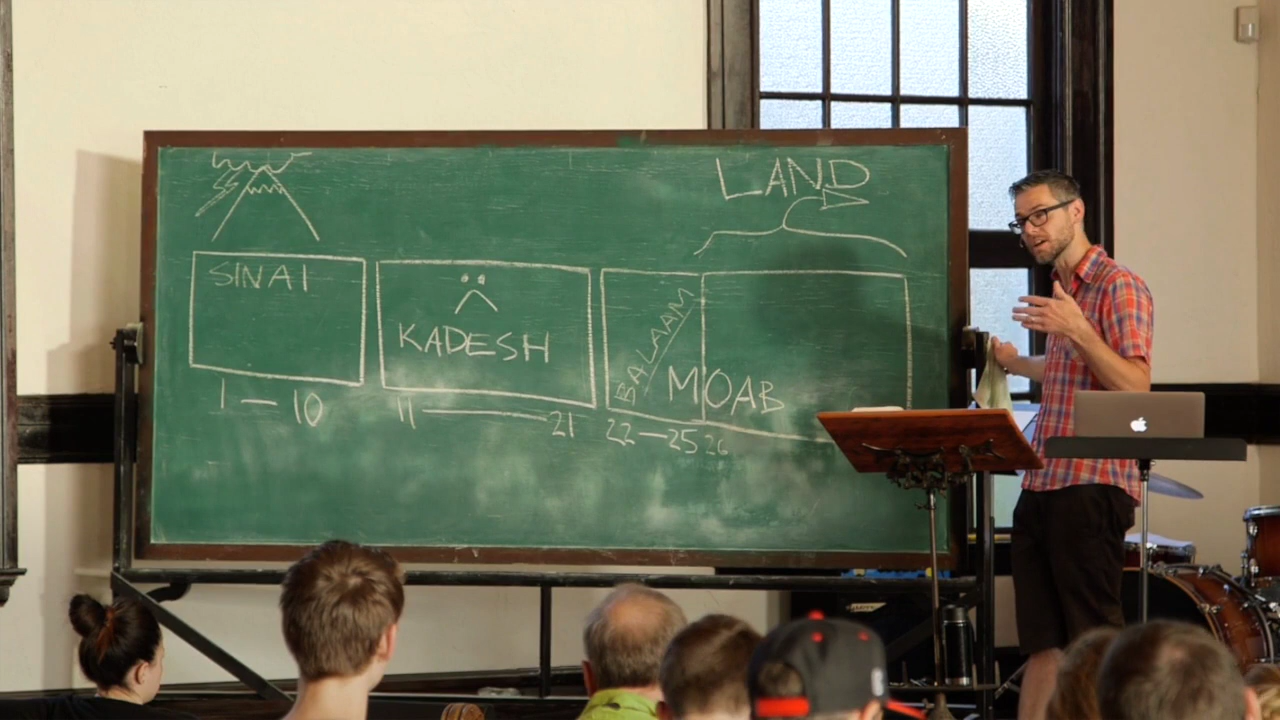 LAND
SINAI
KADESH
BALAAM
MOAB
1 — 10
11 — 21
22 — 25
26